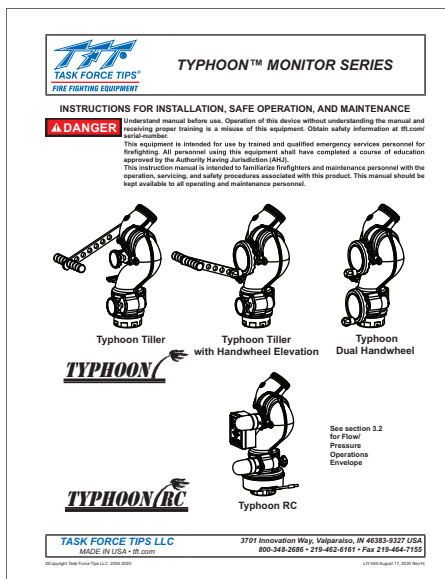 TFT
TASK FORCE TIPS®
FIRE FIGHTING EQUIPMENT
TYPHOON™ MONITOR SERIES
INSTRUCTIONS FOR INSTALLATION, SAFE OPERATION, AND MAINTENANCE
DANGER
Understand manual before use. Operation of this device without understanding the manual and
receiving proper training is a misuse of this equipment. Obtain safety information at tft.com/
serial-number.
This equipment is intended for use by trained and qualified emergency services personnel for
firefighting. All personnel using this equipment shall have completed a course of education
approved by the Authority Having Jurisdiction (AHJ).
This instruction manual is intended to familiarize firefighters and maintenance personnel with the
operation, servicing, and safety procedures associated with this product. This manual should be
kept available to all operating and maintenance personnel.
Typhoon Tiller
Typhoon Tiller
with Handwheel Elevation
Typhoon
Dual Handwheel
TYPHOON
See section 3.2
for Flow/
Pressure
Operations
Envelope
TYPHOON RC
Typhoon RC
TASK FORCE TIPS LLC
MADE IN USA • tft.com
3701 Innovation Way, Valparaiso, IN 46383-9327 USA
800-348-2686 • 219-462-6161 • Fax 219-464-7155
©Copyright Task Force Tips LLC 2000-2020
LIY-050 August 17, 2020 Rev14